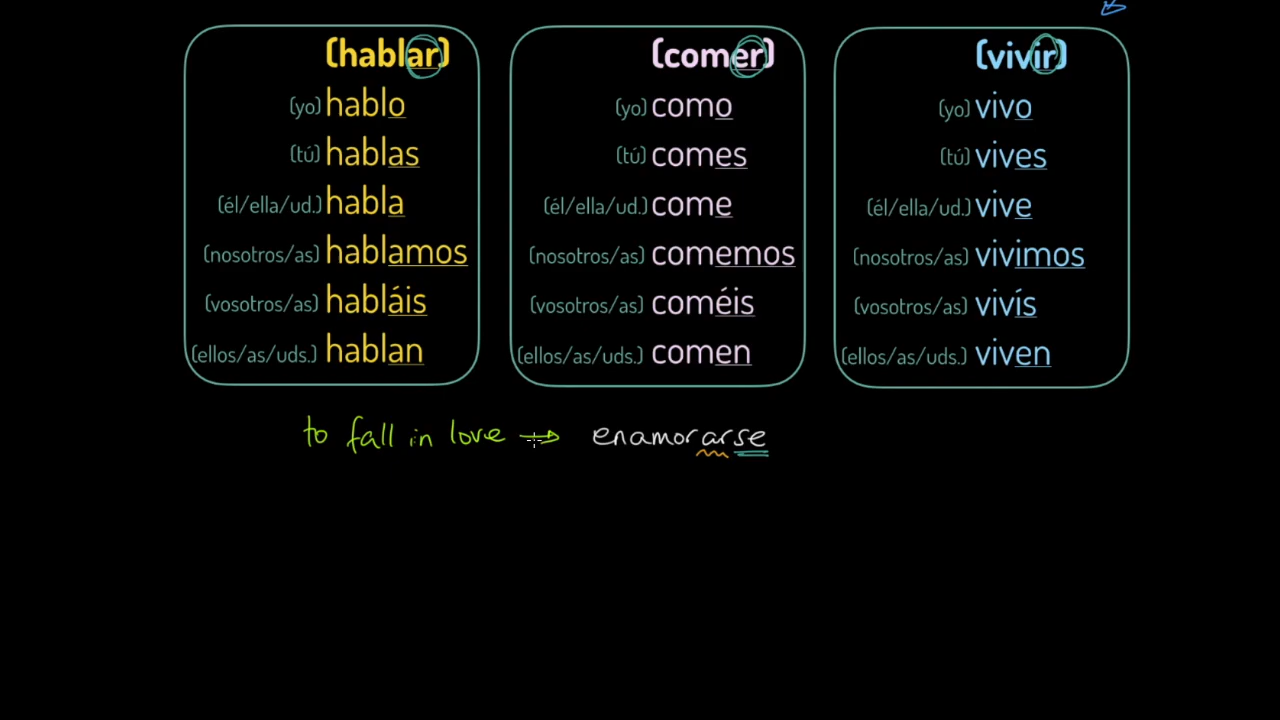 (hablar)
(yo) hablo
(tú) hablas
(él/ella/ud.) habla
(nosotros/as) hablamos
(vosotros/as) habláis
(ellos/as/uds.) hablan
(comer)
(yo) como
(tú) comes
(él/ella/ud.) come
(nosotros/as) comemos
(vosotros/as) coméis
(ellos/as/uds.) comen
(vivir)
(yo) vivo
(tú) vives
(él/ella/ud.) vive
(nosotros/as) vivimos
(vosotros/as) vivís
(ellos/as/uds.) viven
to fall in love → enamorarse